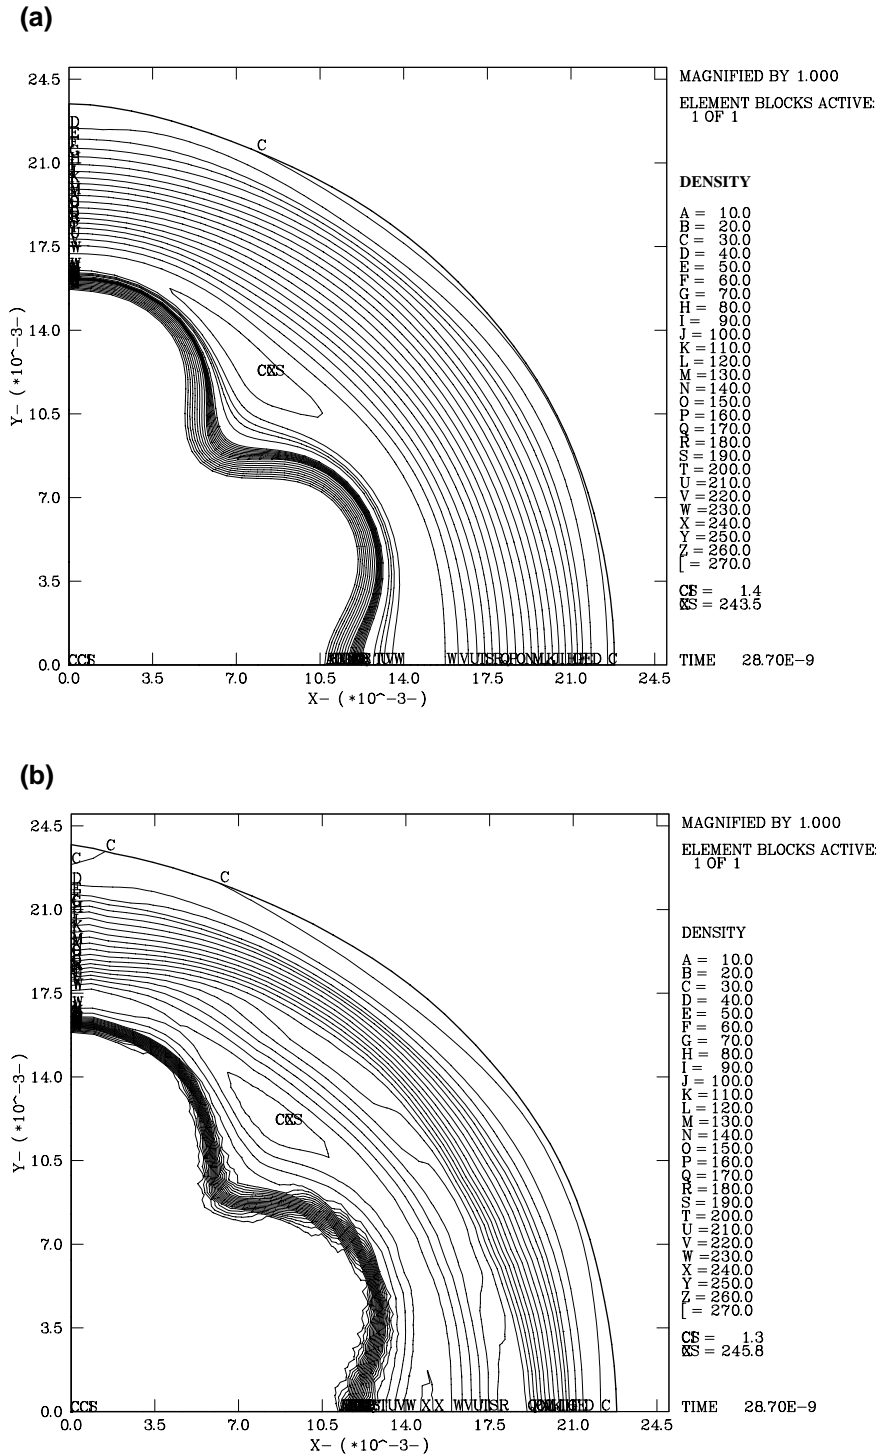 (a)
24.5
21.0
17.5
14.0
10.5
7.0
3.5
0.0
Y- (*10^-3-)
0.0 3.5 7.0 10.5 14.0 17.5 21.0 24.5
X- (*10^-3-)
C
MAGNIFIED BY 1.000
ELEMENT BLOCKS ACTIVE:
1 OF 1
DENSITY
A = 10.0
B = 20.0
C = 30.0
D = 40.0
E = 50.0
F = 60.0
G = 70.0
H = 80.0
I = 90.0
J = 100.0
K = 110.0
L = 120.0
M = 130.0
N = 140.0
O = 150.0
P = 160.0
Q = 170.0
R = 180.0
S = 190.0
T = 200.0
U = 210.0
V = 220.0
W = 230.0
X = 240.0
Y = 250.0
Z = 260.0
[ = 270.0
= 1.4
= 243.5
TIME 28.70E-9
(b)
24.5
21.0
17.5
14.0
10.5
7.0
3.5
0.0
Y- (*10^-3-)
0.0 3.5 7.0 10.5 14.0 17.5 21.0 24.5
X- (*10^-3-)
C
C
C
MAGNIFIED BY 1.000
ELEMENT BLOCKS ACTIVE:
1 OF 1
DENSITY
A = 10.0
B = 20.0
C = 30.0
D = 40.0
E = 50.0
F = 60.0
G = 70.0
H = 80.0
I = 90.0
J = 100.0
K = 110.0
L = 120.0
M = 130.0
N = 140.0
O = 150.0
P = 160.0
Q = 170.0
R = 180.0
S = 190.0
T = 200.0
U = 210.0
V = 220.0
W = 230.0
X = 240.0
Y = 250.0
Z = 260.0
[ = 270.0
= 1.3
= 245.8
TIME 28.70E-9